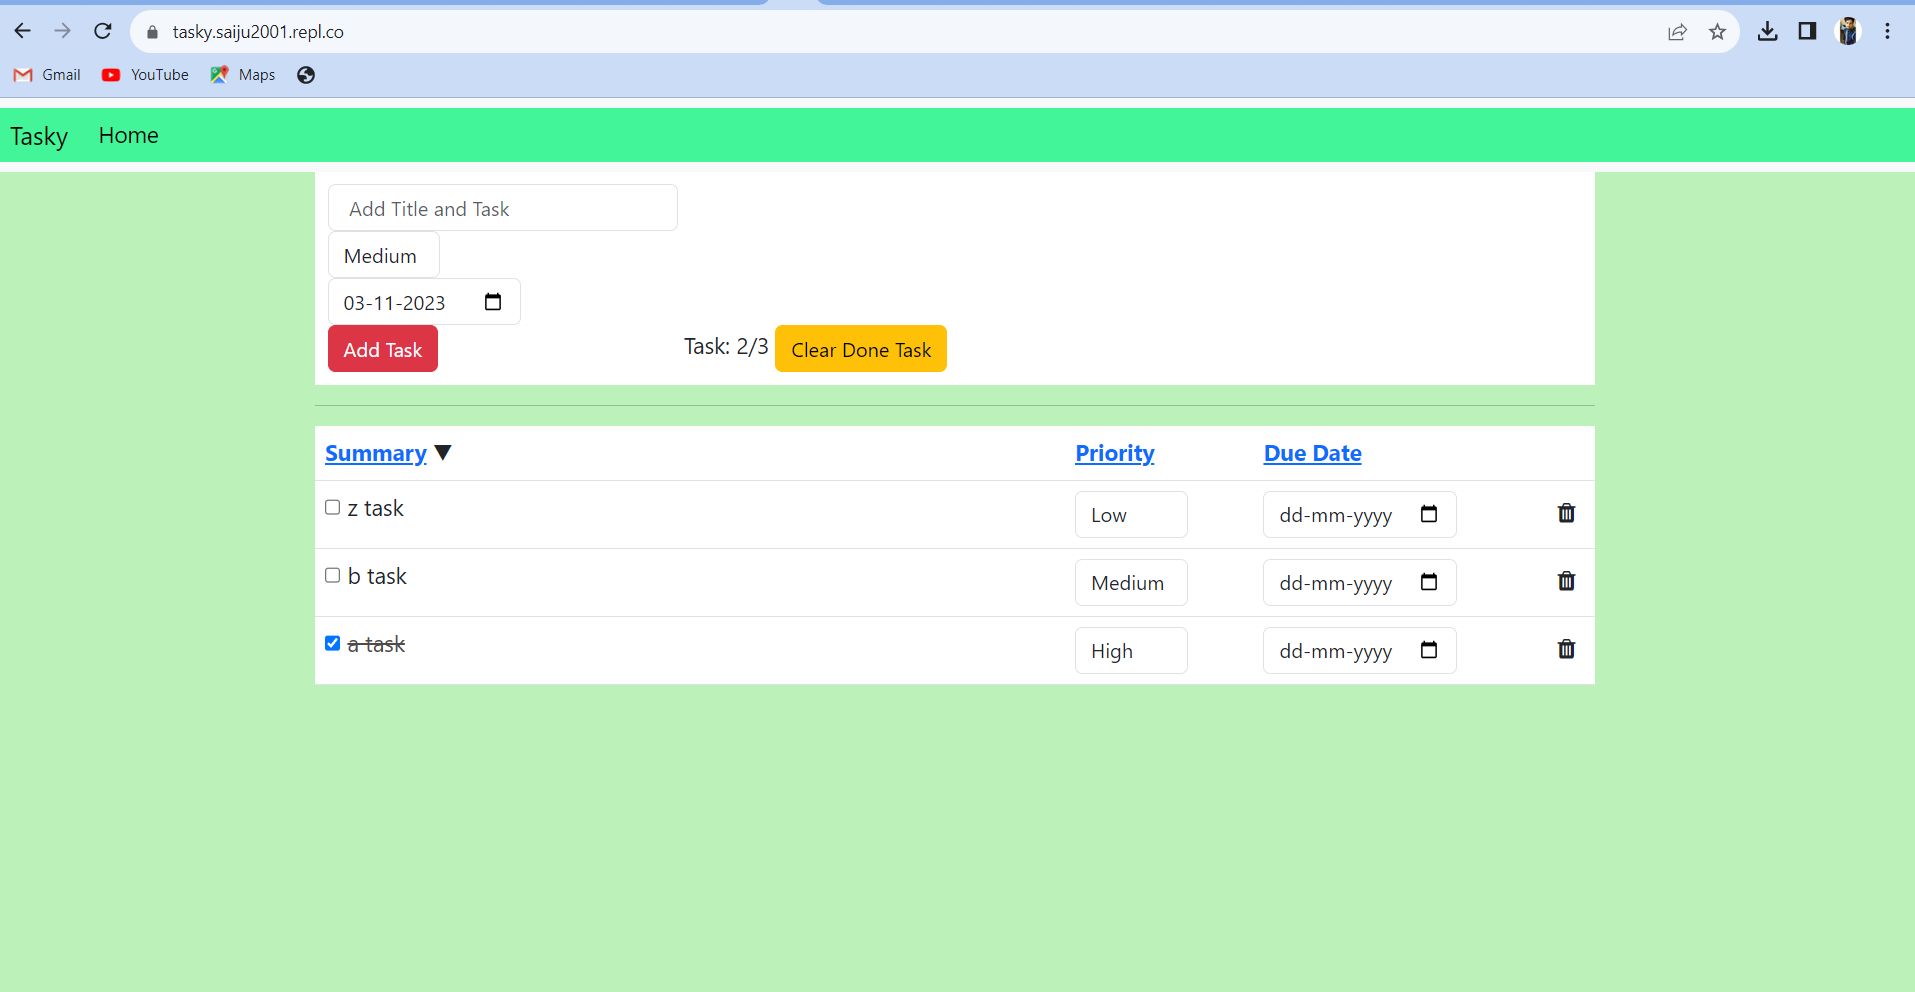 tasky.saiju2001.repl.co
Gmail YouTube Maps
Tasky Home
Add Title and Task
Medium
03-11-2023
Add Task Task: 2/3 Clear Done Task
Summary ▼ Priority Due Date
z task Low dd-mm-yyyy
b task Medium dd-mm-yyyy
a task High dd-mm-yyyy